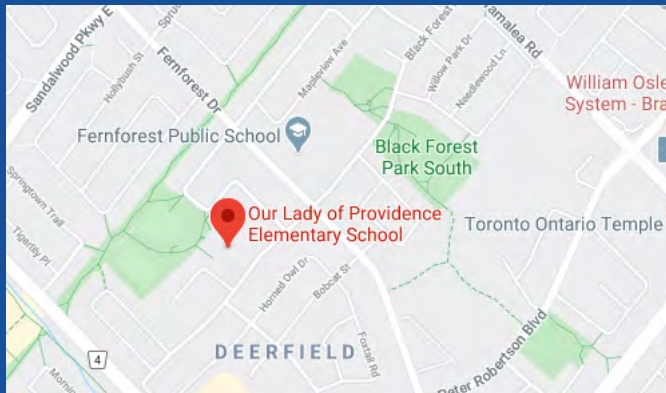 Sandalwood Pkwy E
Hollybush St
Fernforest Dr
Mapleview Ave
Black Forest
Willow Park Dr
Needlewood Ln
William Osle
System - Bra
Fernforest Public School
Black Forest
Park South
Springtown Trail
Tigerlily Pl
Our Lady of Providence
Elementary School
Toronto Ontario Temple
Horned Owl Dr
Bobcat St
Foxtail Rd
DEERFIELD
4
Peter Robertson Blvd